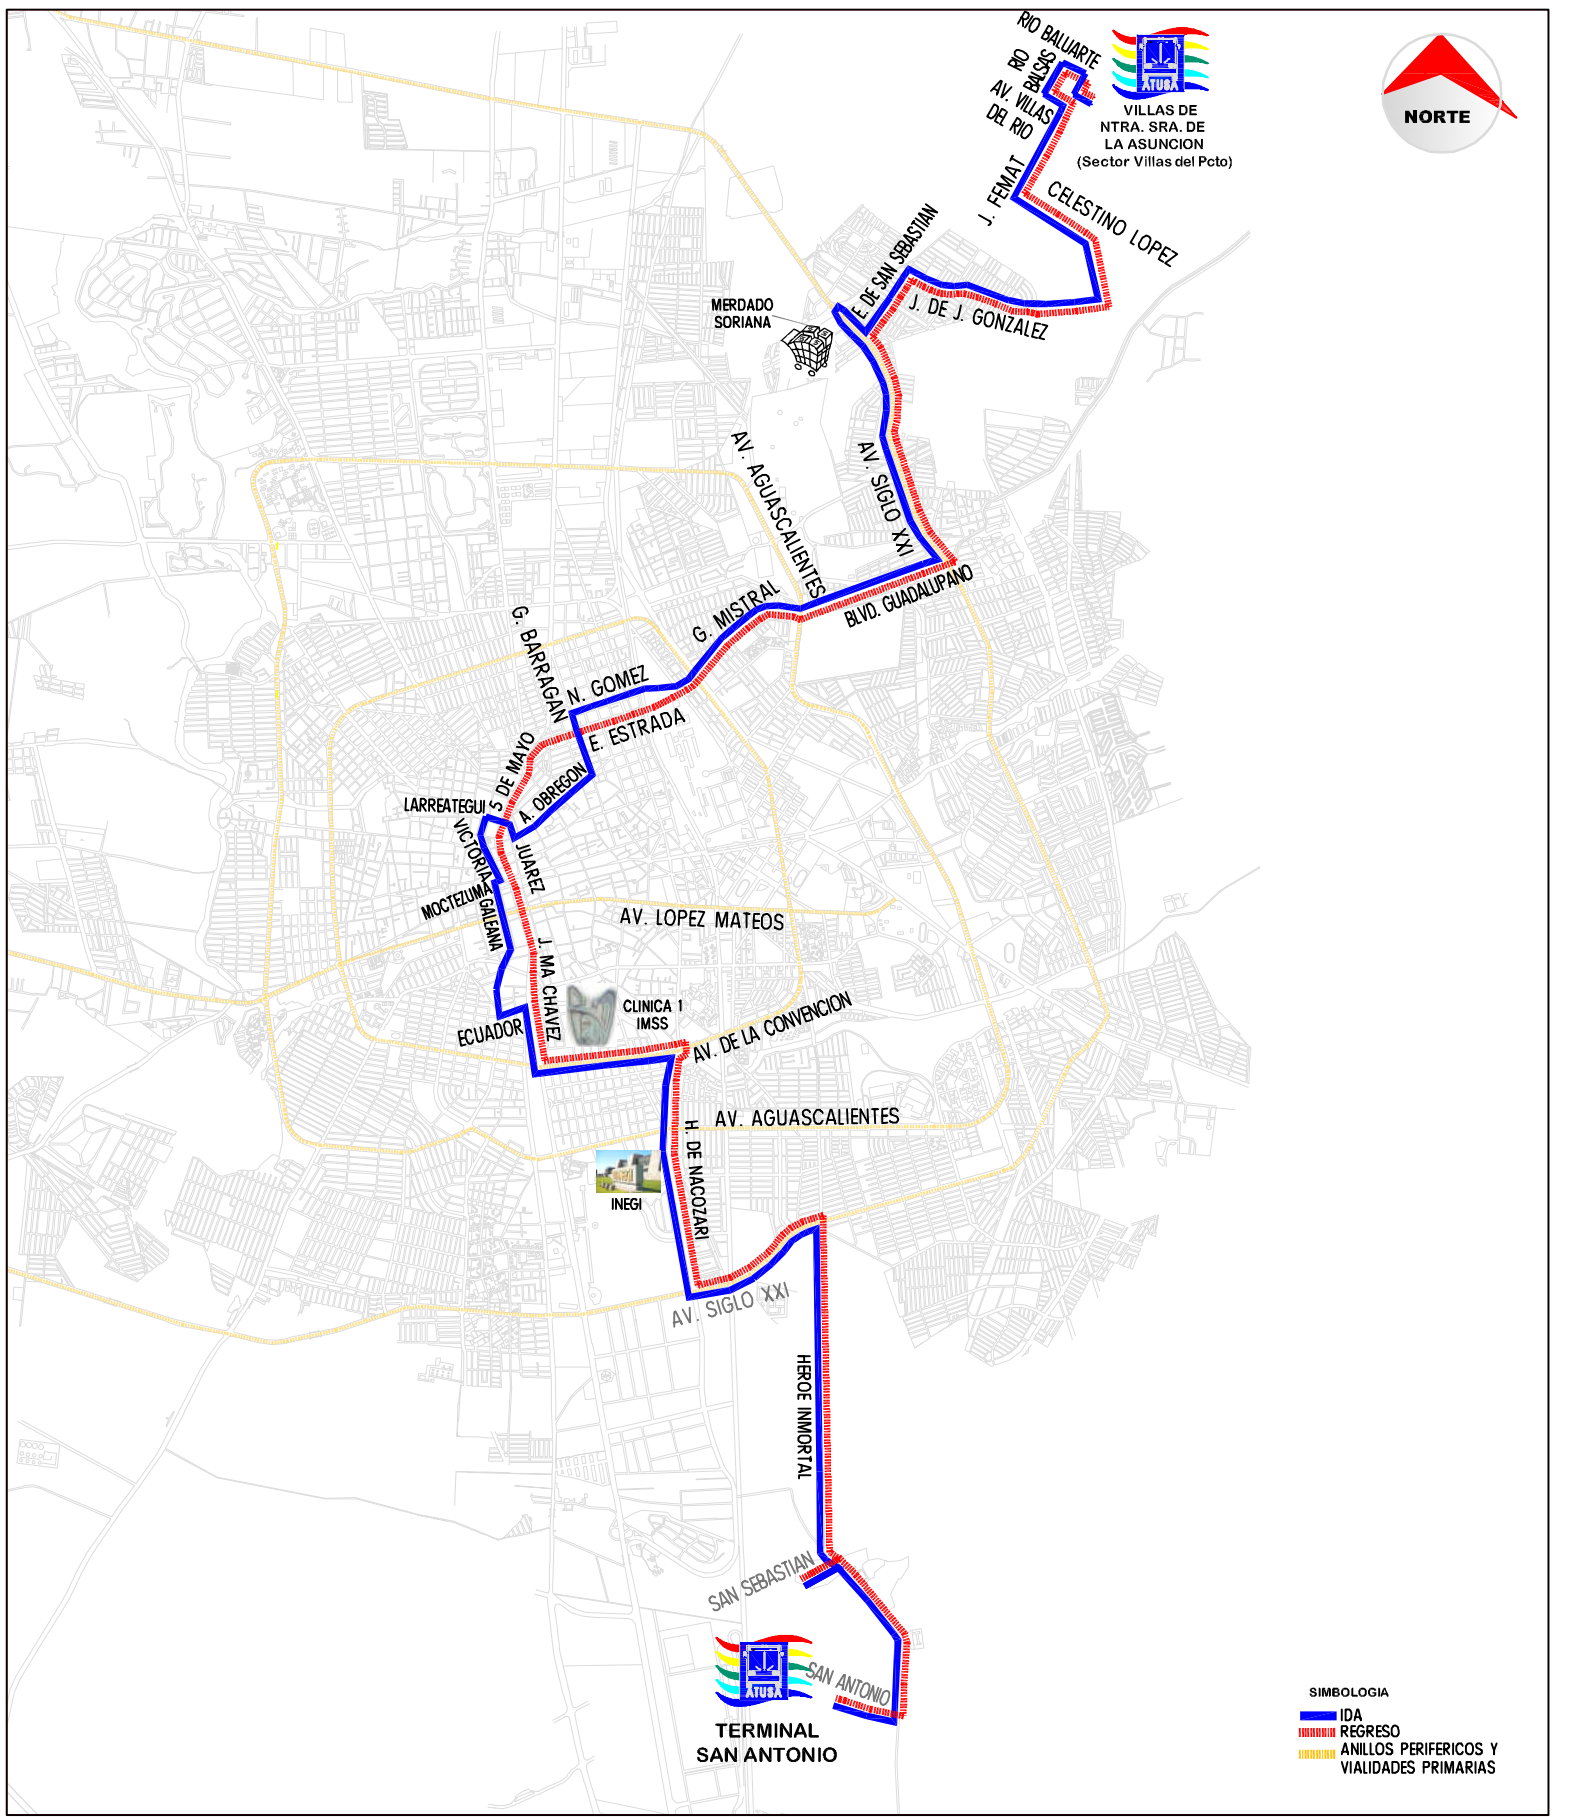 RIO BALUARTE
RIO
BALSAS
AV. VILLAS
DEL RIO
ATUSA
VILLAS DE
NTRA. SRA. DE
LA ASUNCION
(Sector Villas del Pcto)
NORTE
J. FEMAT
CELESTINO LOPEZ
E. DE SAN SEBASTIAN
J. DE J. GONZALEZ
MERDADO
SORIANA
AV. AGUASCALIENTES
AV. SIGLO XXI
BLVD. GUADALUPANO
G. MISTRAL
G. BARRAGAN
N. GOMEZ
E. ESTRADA
5 DE MAYO
A. OBREGON
LARREATEGUI
VICTORIA
JUAREZ
MOCTEZUMA
GALEANA
AV. LOPEZ MATEOS
J. MA CHAVEZ
CLINICA 1
IMSS
ECUADOR
AV. DE LA CONVENCION
AV. AGUASCALIENTES
H. DE NACOZARI
INEGI
AV. SIGLO XXI
HEROE INMORTAL
SAN SEBASTIAN
SAN ANTONIO
ATUSA
TERMINAL
SAN ANTONIO
SIMBOLOGIA
IDA
REGRESO
ANILLOS PERIFERICOS Y
VIALIDADES PRIMARIAS